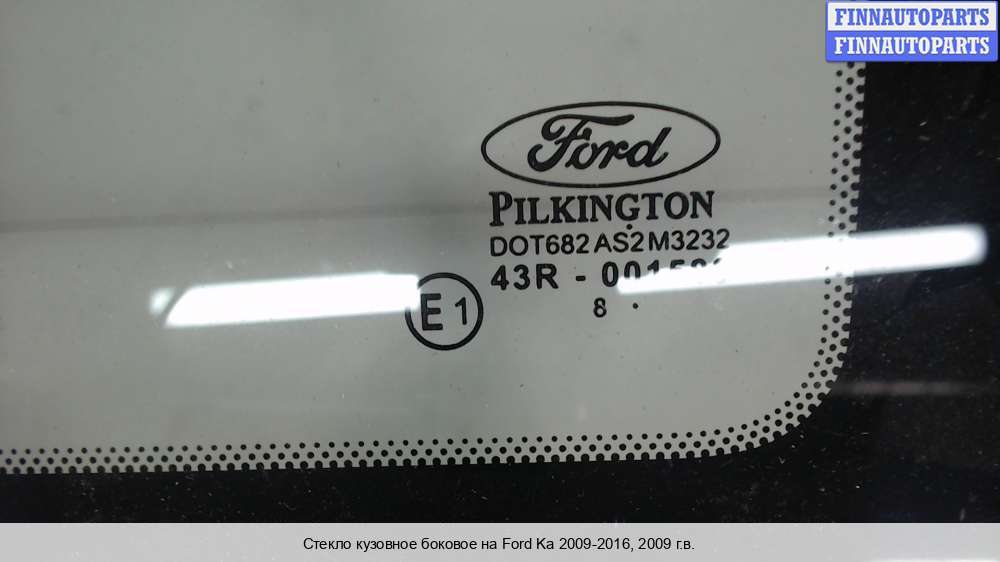 FINNAUTOPARTS
FINNAUTOPARTS
Ford
PILKINGTON
DOT682 AS2 M3232
43R -
E1
8 .
Стекло кузовное боковое на Ford Ka 2009-2016, 2009 г.в.